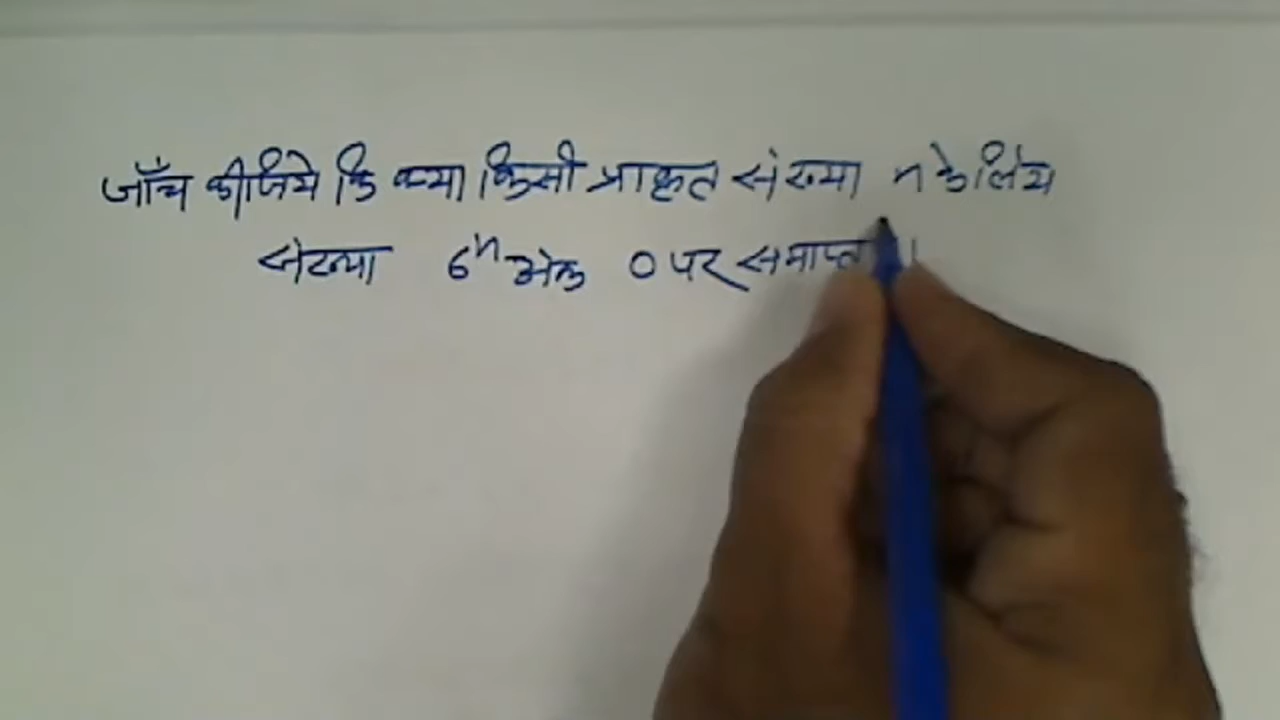 जाँच कीजिये कि क्या किसी प्राकृत संख्या n के लिये
संख्या 6ⁿ अंक 0 पर समाप्त